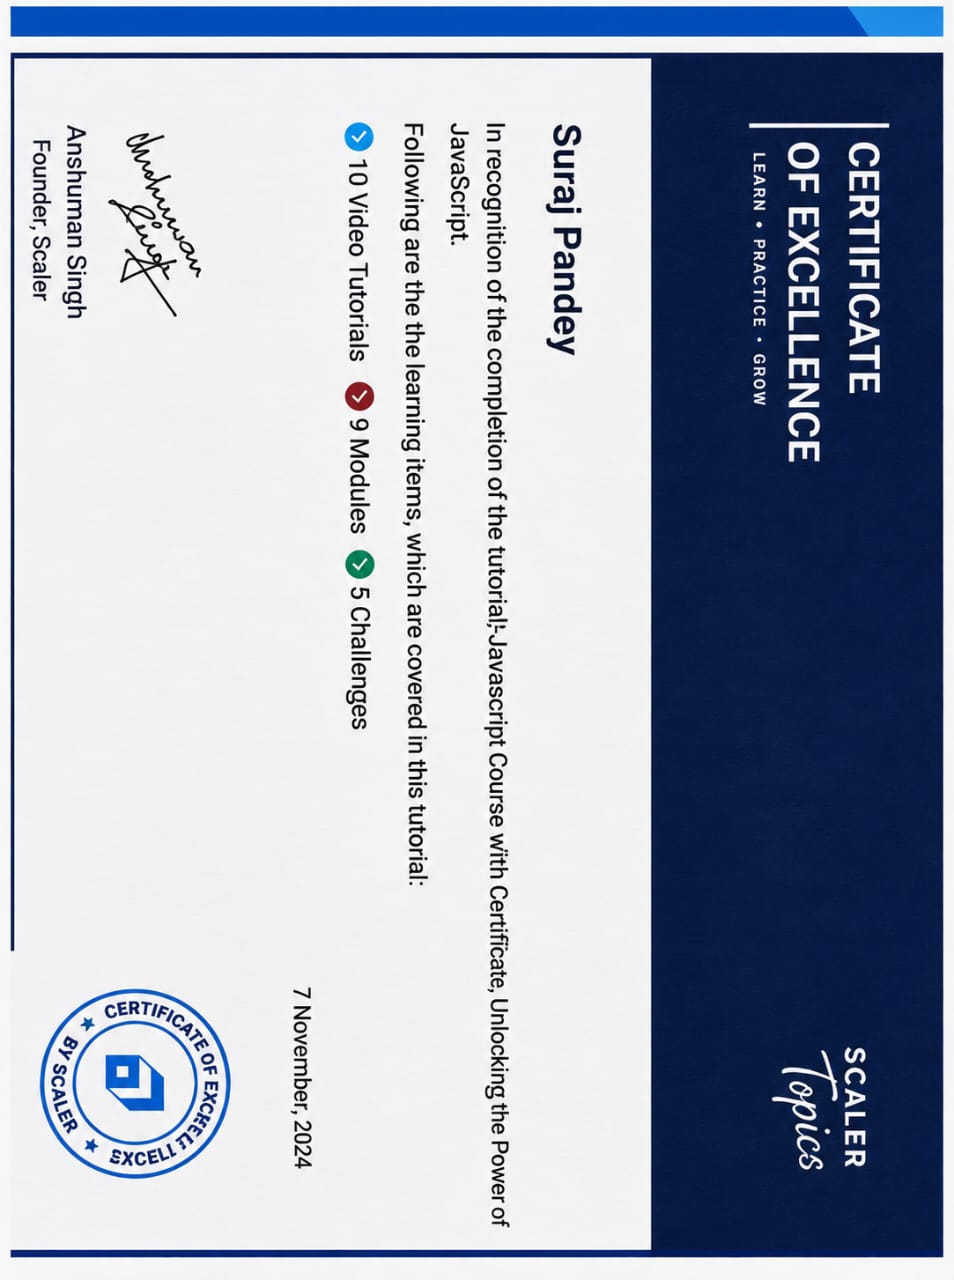 CERTIFICATE
OF EXCELLENCE
LEARN • PRACTICE • GROW
SCALER
Topics
Suraj Pandey
In recognition of the completion of the tutorial:-Javascript Course with Certificate, Unlocking the Power of
JavaScript.
Following are the the learning items, which are covered in this tutorial:
10 Video Tutorials 9 Modules 5 Challenges
7 November, 2024
Anshuman Singh
Anshuman Singh
Founder, Scaler
CERTIFICATE OF
BY SCALER